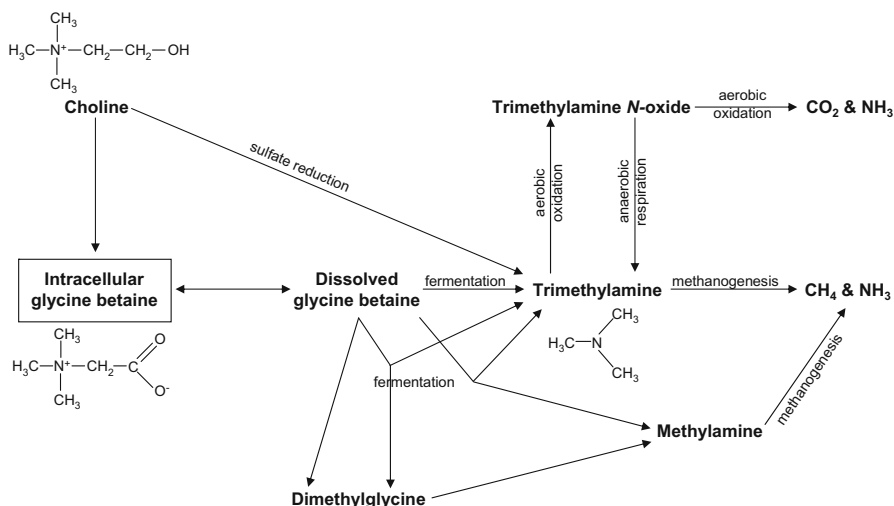 CH₃
H₃C—N⁺—CH₂—CH₂—OH
CH₃
Choline
sulfate reduction
Trimethylamine N-oxide
aerobic
oxidation
CO₂ & NH₃
aerobic
oxidation
anaerobic
respiration
Intracellular
glycine betaine
Dissolved
glycine betaine
fermentation
Trimethylamine
methanogenesis
CH₄ & NH₃
CH₃
H₃C—N⁺—CH₂—C
O
O⁻
CH₃
CH₃
H₃C—N
CH₃
fermentation
methanogenesis
Methylamine
Dimethylglycine